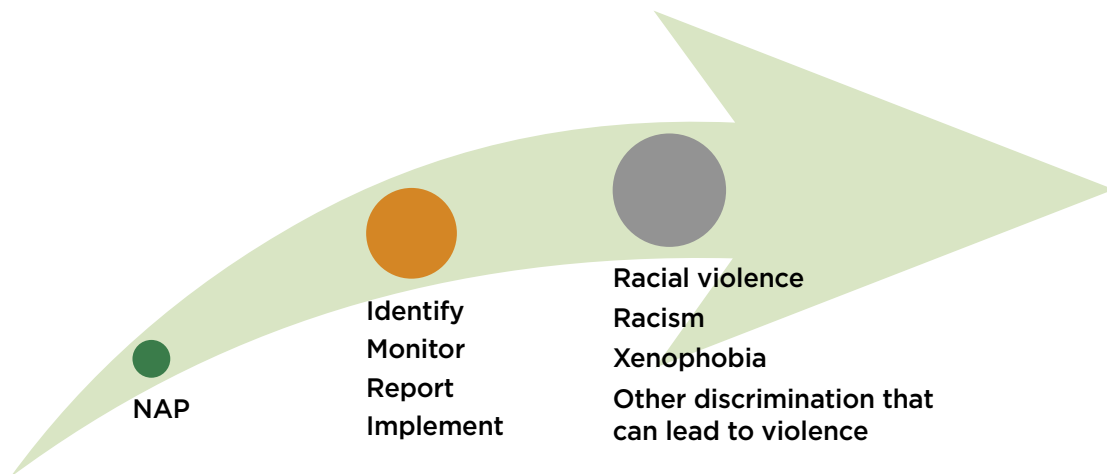 NAP
Identify
Monitor
Report
Implement
Racial violence
Racism
Xenophobia
Other discrimination that
can lead to violence